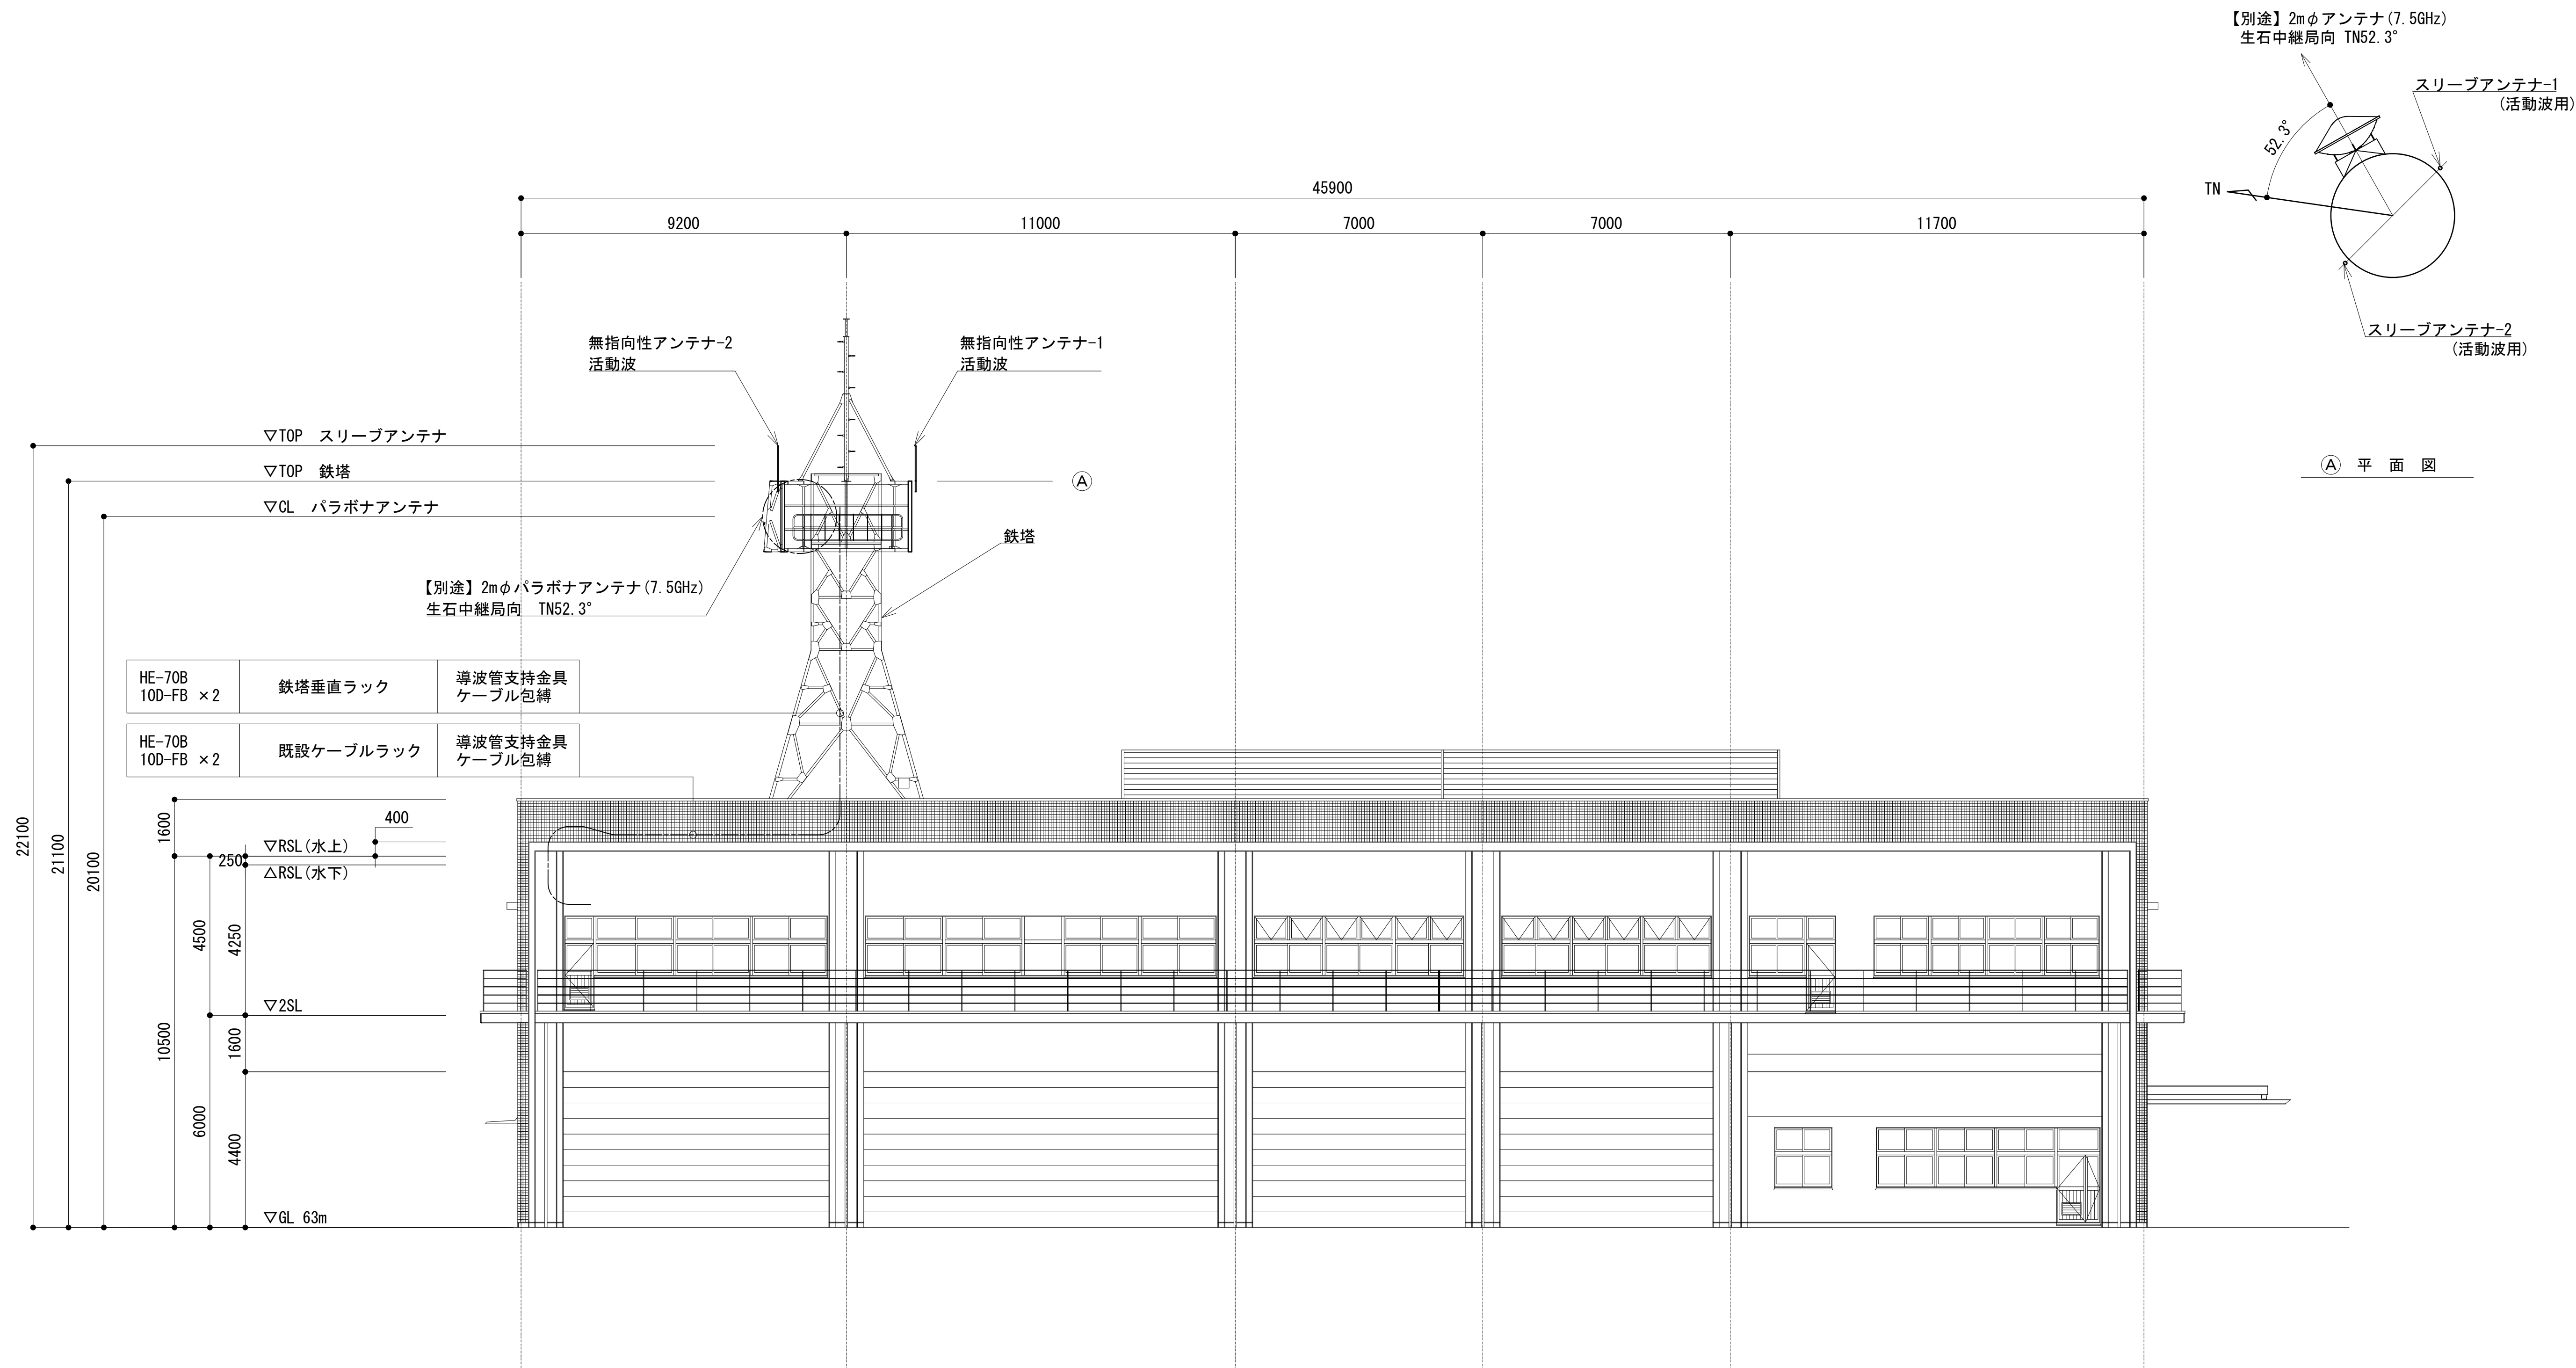 【別途】2mφアンテナ(7.5GHz)
生石中継局向 TN52.3°
スリーブアンテナ-1
(活動波用)
52.3°
TN
スリーブアンテナ-2
(活動波用)
Ⓐ 平 面 図
45900
9200
11000
7000
7000
11700
無指向性アンテナ-2
活動波
無指向性アンテナ-1
活動波
▽TOP スリーブアンテナ
▽TOP 鉄塔
Ⓐ
▽CL パラボナアンテナ
鉄塔
【別途】2mφパラボナアンテナ(7.5GHz)
生石中継局向 TN52.3°
HE-70B
10D-FB ×2
鉄塔垂直ラック
導波管支持金具
ケーブル包縛
HE-70B
10D-FB ×2
既設ケーブルラック
導波管支持金具
ケーブル包縛
22100
21100
20100
1600
400
▽RSL(水上)
250
△RSL(水下)
4500
4250
▽2SL
10500
1600
6000
4400
▽GL 63m